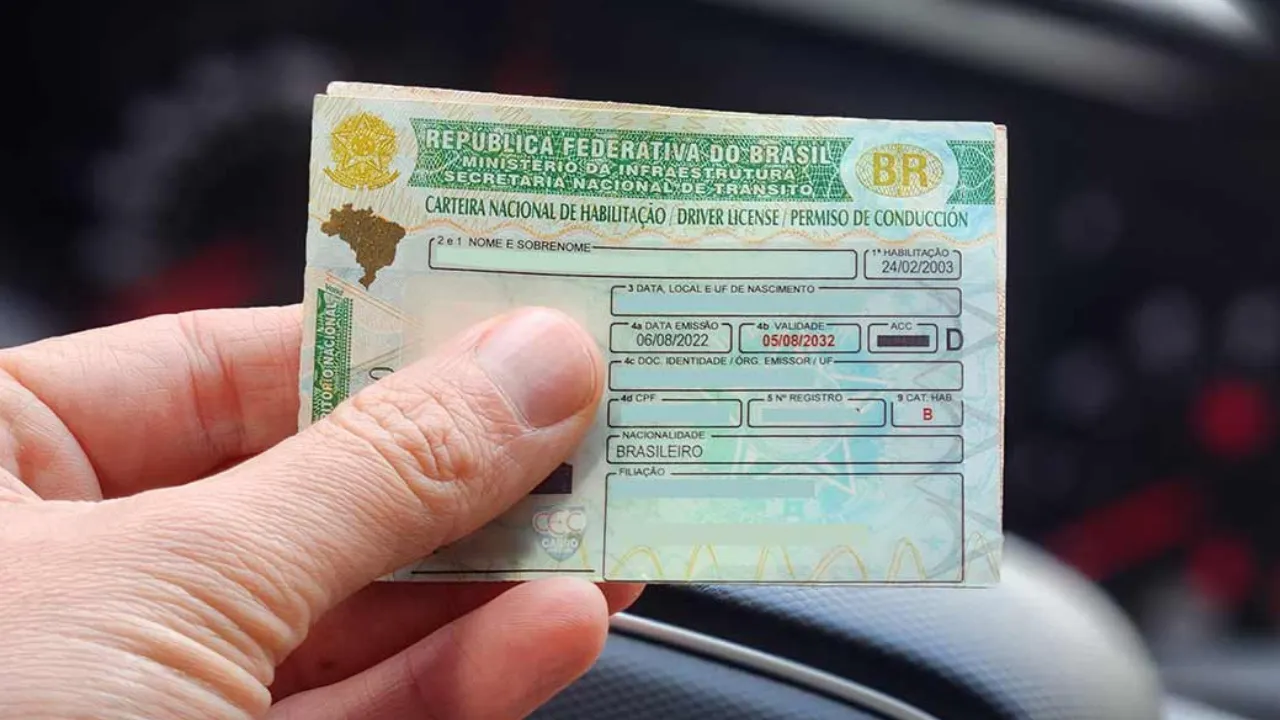 REPÚBLICA FEDERATIVA DO BRASIL
MINISTÉRIO DA INFRAESTRUTURA
SECRETARIA NACIONAL DE TRÂNSITO
BR
CARTEIRA NACIONAL DE HABILITAÇÃO / DRIVER LICENSE / PERMISO DE CONDUCCIÓN
2 e 1 NOME E SOBRENOME
1ª HABILITAÇÃO
24/02/2003
3 DATA, LOCAL E UF DE NASCIMENTO
4a DATA EMISSÃO
06/08/2022
4b VALIDADE
05/08/2032
ACC
D
4c DOC. IDENTIDADE / ÓRG. EMISSOR / UF
4d CPF
5 Nº REGISTRO
9 CAT. HAB.
B
NACIONALIDADE
BRASILEIRO
FILIAÇÃO
NACIONAL